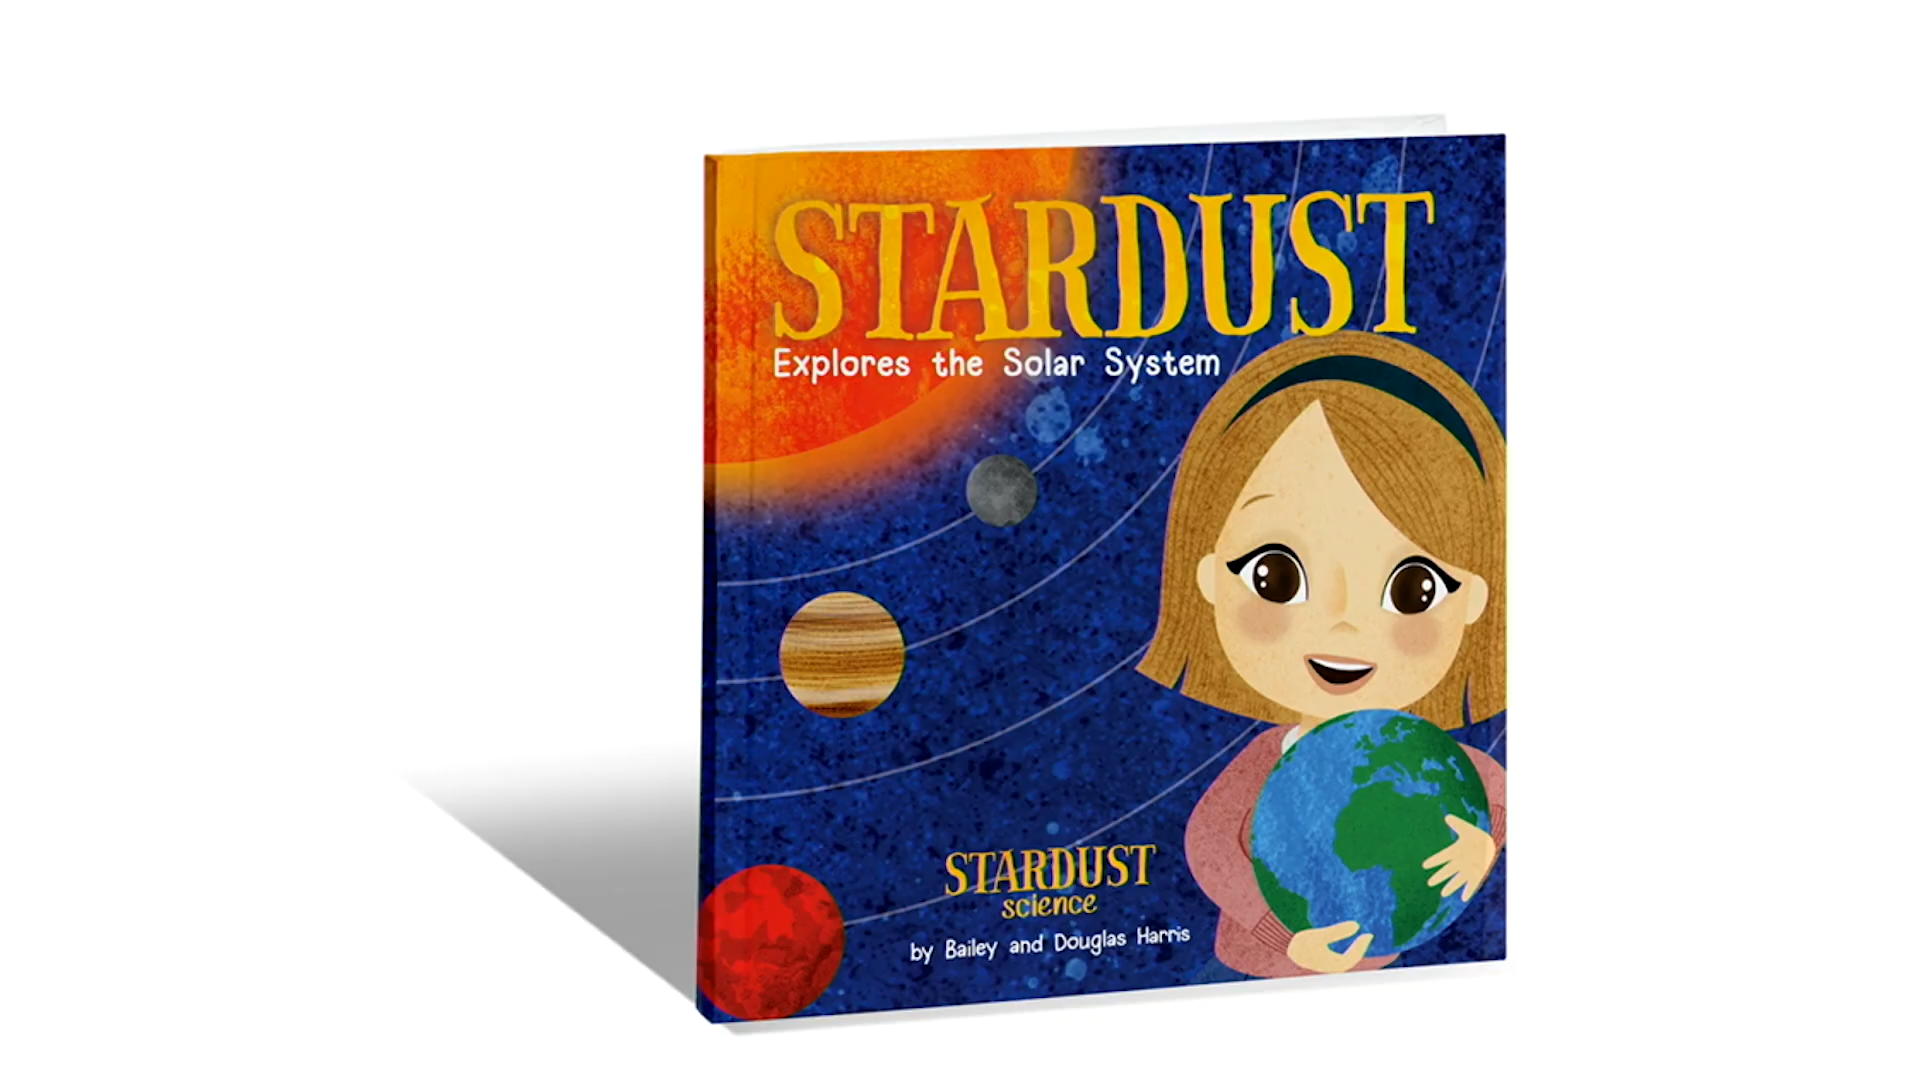 STARDUST
Explores the Solar System
STARDUST
science
by Bailey and Douglas Harris